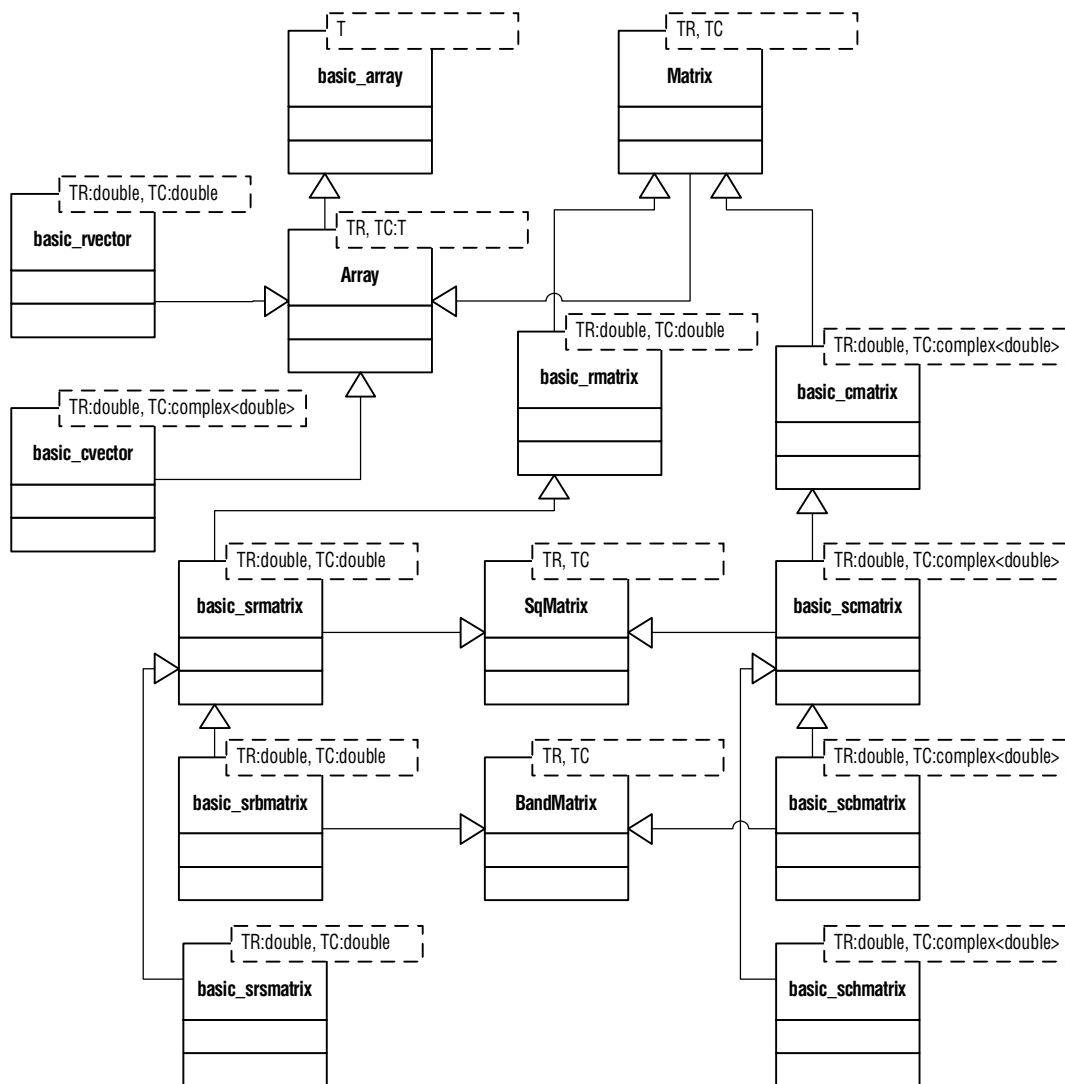 T
basic_array
TR, TC
Matrix
TR:double, TC:double
basic_rvector
TR, TC:T
Array
TR:double, TC:double
basic_rmatrix
TR:double, TC:complex<double>
basic_cmatrix
TR:double, TC:complex<double>
basic_cvector
TR:double, TC:double
basic_srmatrix
TR, TC
SqMatrix
TR:double, TC:complex<double>
basic_scmatrix
TR:double, TC:double
basic_srbmatrix
TR, TC
BandMatrix
TR:double, TC:complex<double>
basic_scbmatrix
TR:double, TC:double
basic_srsmatrix
TR:double, TC:complex<double>
basic_schmatrix